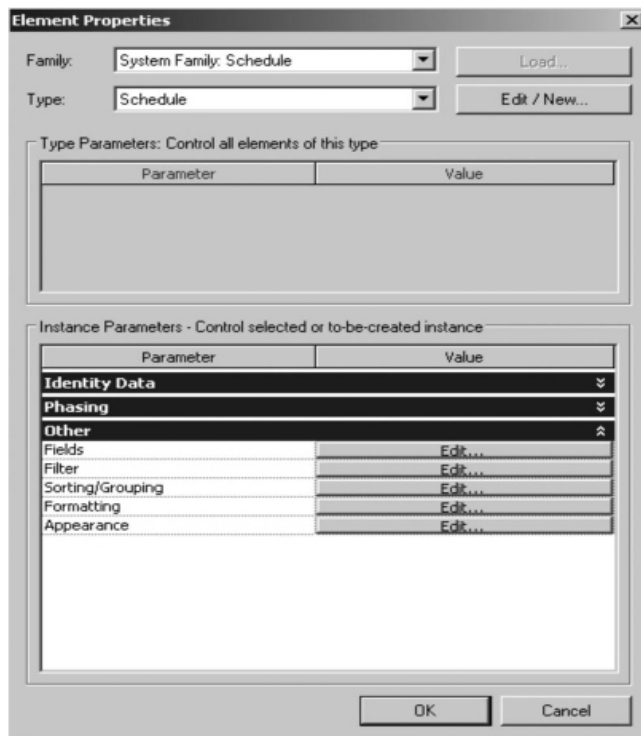 Element Properties
Family: System Family: Schedule Load...
Type: Schedule Edit / New...
Type Parameters: Control all elements of this type
Parameter Value
Instance Parameters - Control selected or to-be-created instance
Parameter Value
Identity Data
Phasing
Other
Fields Edit...
Filter Edit...
Sorting/Grouping Edit...
Formatting Edit...
Appearance Edit...
OK Cancel